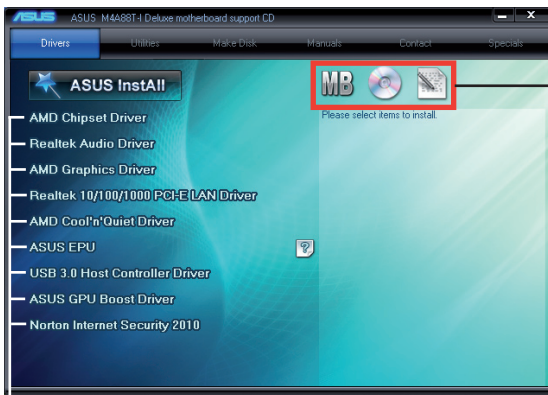 ASUS ASUS M4A88T-I Deluxe motherboard support CD
Drivers Utilities Make Disk Manuals Contact Specials
ASUS InstAll
MB
Please select items to install.
AMD Chipset Driver
Realtek Audio Driver
AMD Graphics Driver
Realtek 10/100/1000 PCI-E LAN Driver
AMD Cool'n'Quiet Driver
ASUS EPU
?
USB 3.0 Host Controller Driver
ASUS GPU Boost Driver
Norton Internet Security 2010